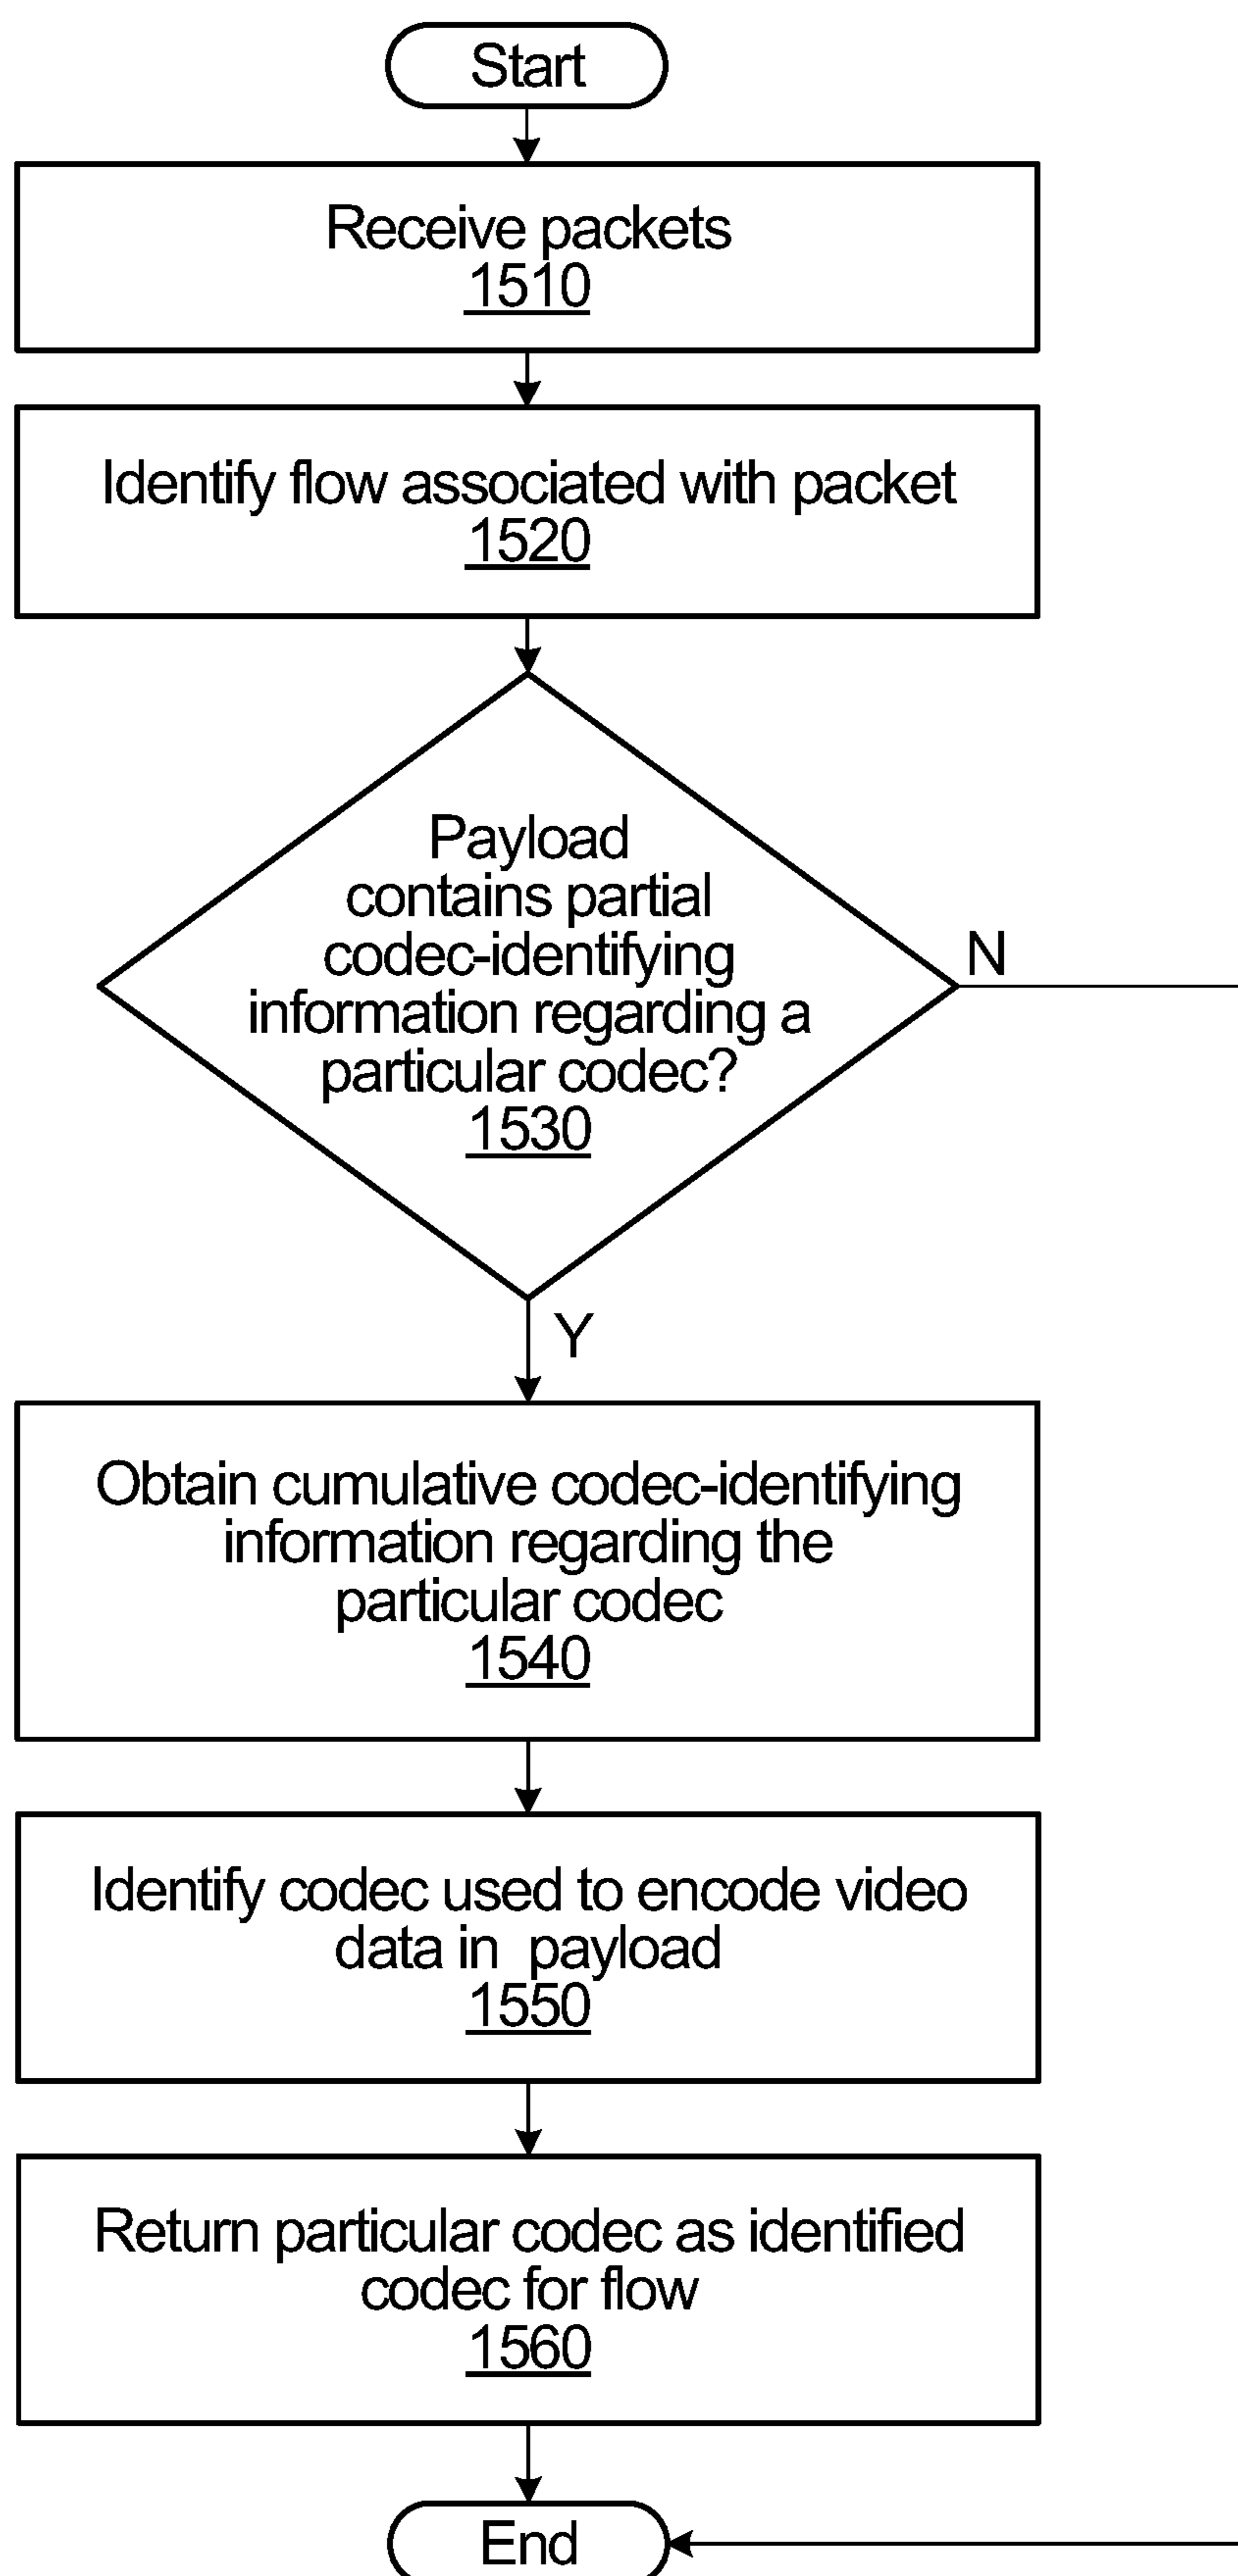 Start
Receive packets
1510
Identify flow associated with packet
1520
Payload
contains partial
codec-identifying
information regarding a
particular codec?
1530
N
Y
Obtain cumulative codec-identifying
information regarding the
particular codec
1540
Identify codec used to encode video
data in payload
1550
Return particular codec as identified
codec for flow
1560
End